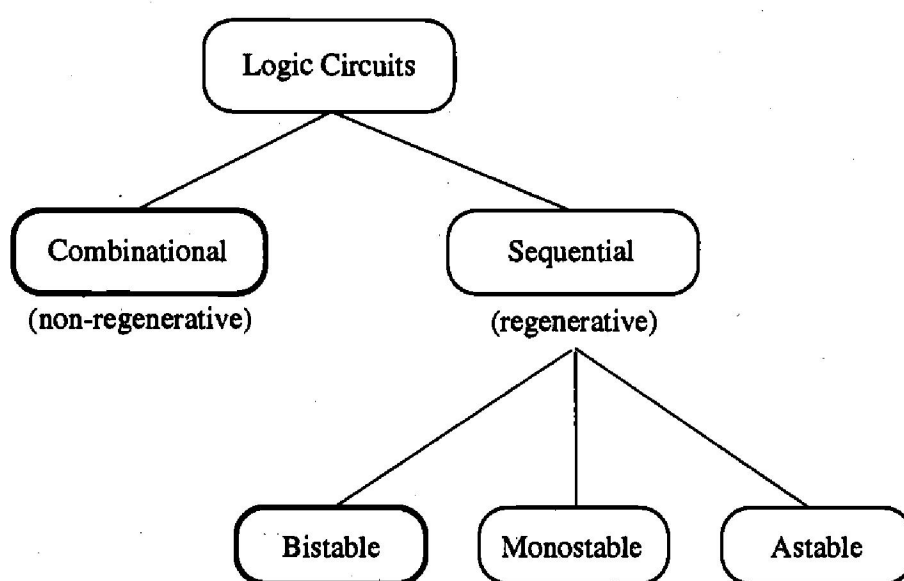 Logic Circuits
Combinational
Sequential
(non-regenerative)
(regenerative)
Bistable
Monostable
Astable